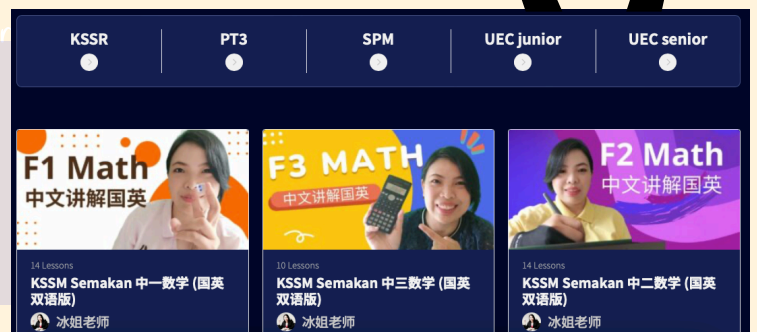 KSSR
PT3
SPM
UEC junior
UEC senior
F1 Math
中文讲解国英
F3 MATH
中文讲解国英
F2 Math
中文讲解国英
14 Lessons
KSSM Semakan 中一数学 (国英
双语版)
冰姐老师
10 Lessons
KSSM Semakan 中三数学 (国英
双语版)
冰姐老师
14 Lessons
KSSM Semakan 中二数学 (国英
双语版)
冰姐老师